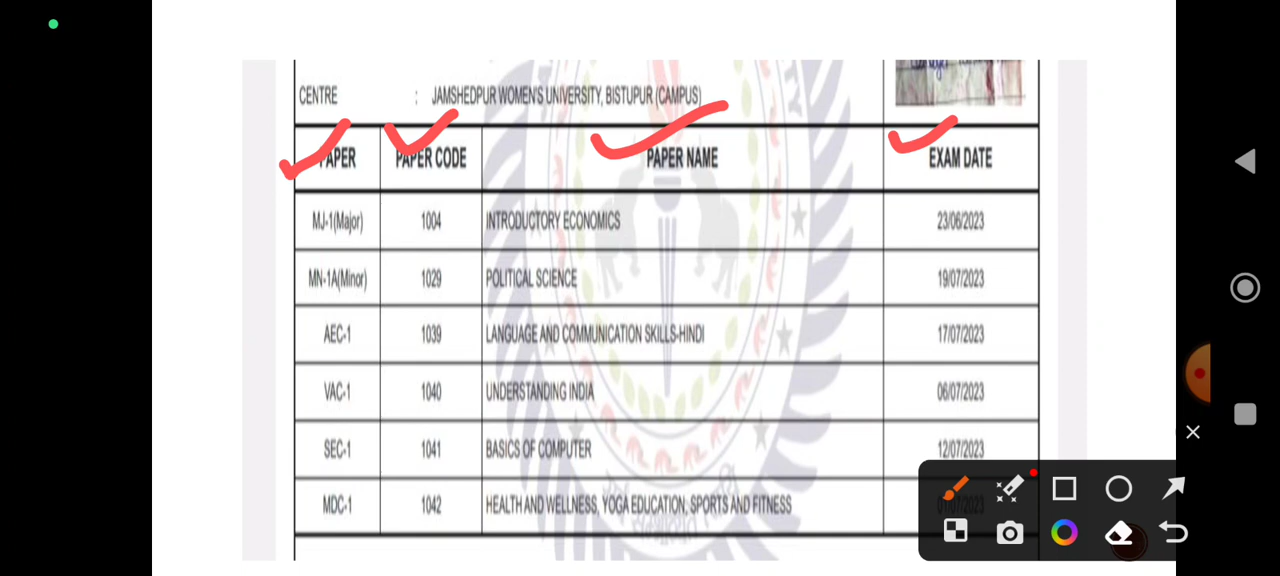 CENTRE : JAMSHEDPUR WOMEN'S UNIVERSITY, BISTUPUR (CAMPUS)
PAPER PAPER CODE PAPER NAME EXAM DATE
MJ-1(Major) 1004 INTRODUCTORY ECONOMICS 23/06/2023
MN-1A(Minor) 1029 POLITICAL SCIENCE 19/07/2023
AEC-1 1039 LANGUAGE AND COMMUNICATION SKILLS-HINDI 17/07/2023
VAC-1 1040 UNDERSTANDING INDIA 06/07/2023
SEC-1 1041 BASICS OF COMPUTER 12/07/2023
MDC-1 1042 HEALTH AND WELLNESS, YOGA EDUCATION, SPORTS AND FITNESS